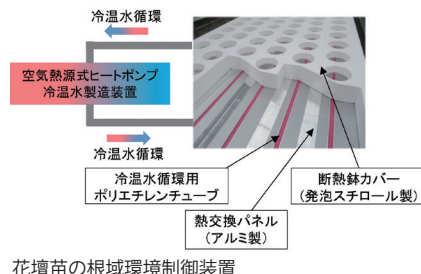 冷温水循環
空気熱源式ヒートポンプ
冷温水製造装置
冷温水循環
冷温水循環用
ポリエチレンチューブ
断熱鉢カバー
(発泡スチロール製)
熱交換パネル
(アルミ製)
花壇苗の根域環境制御装置